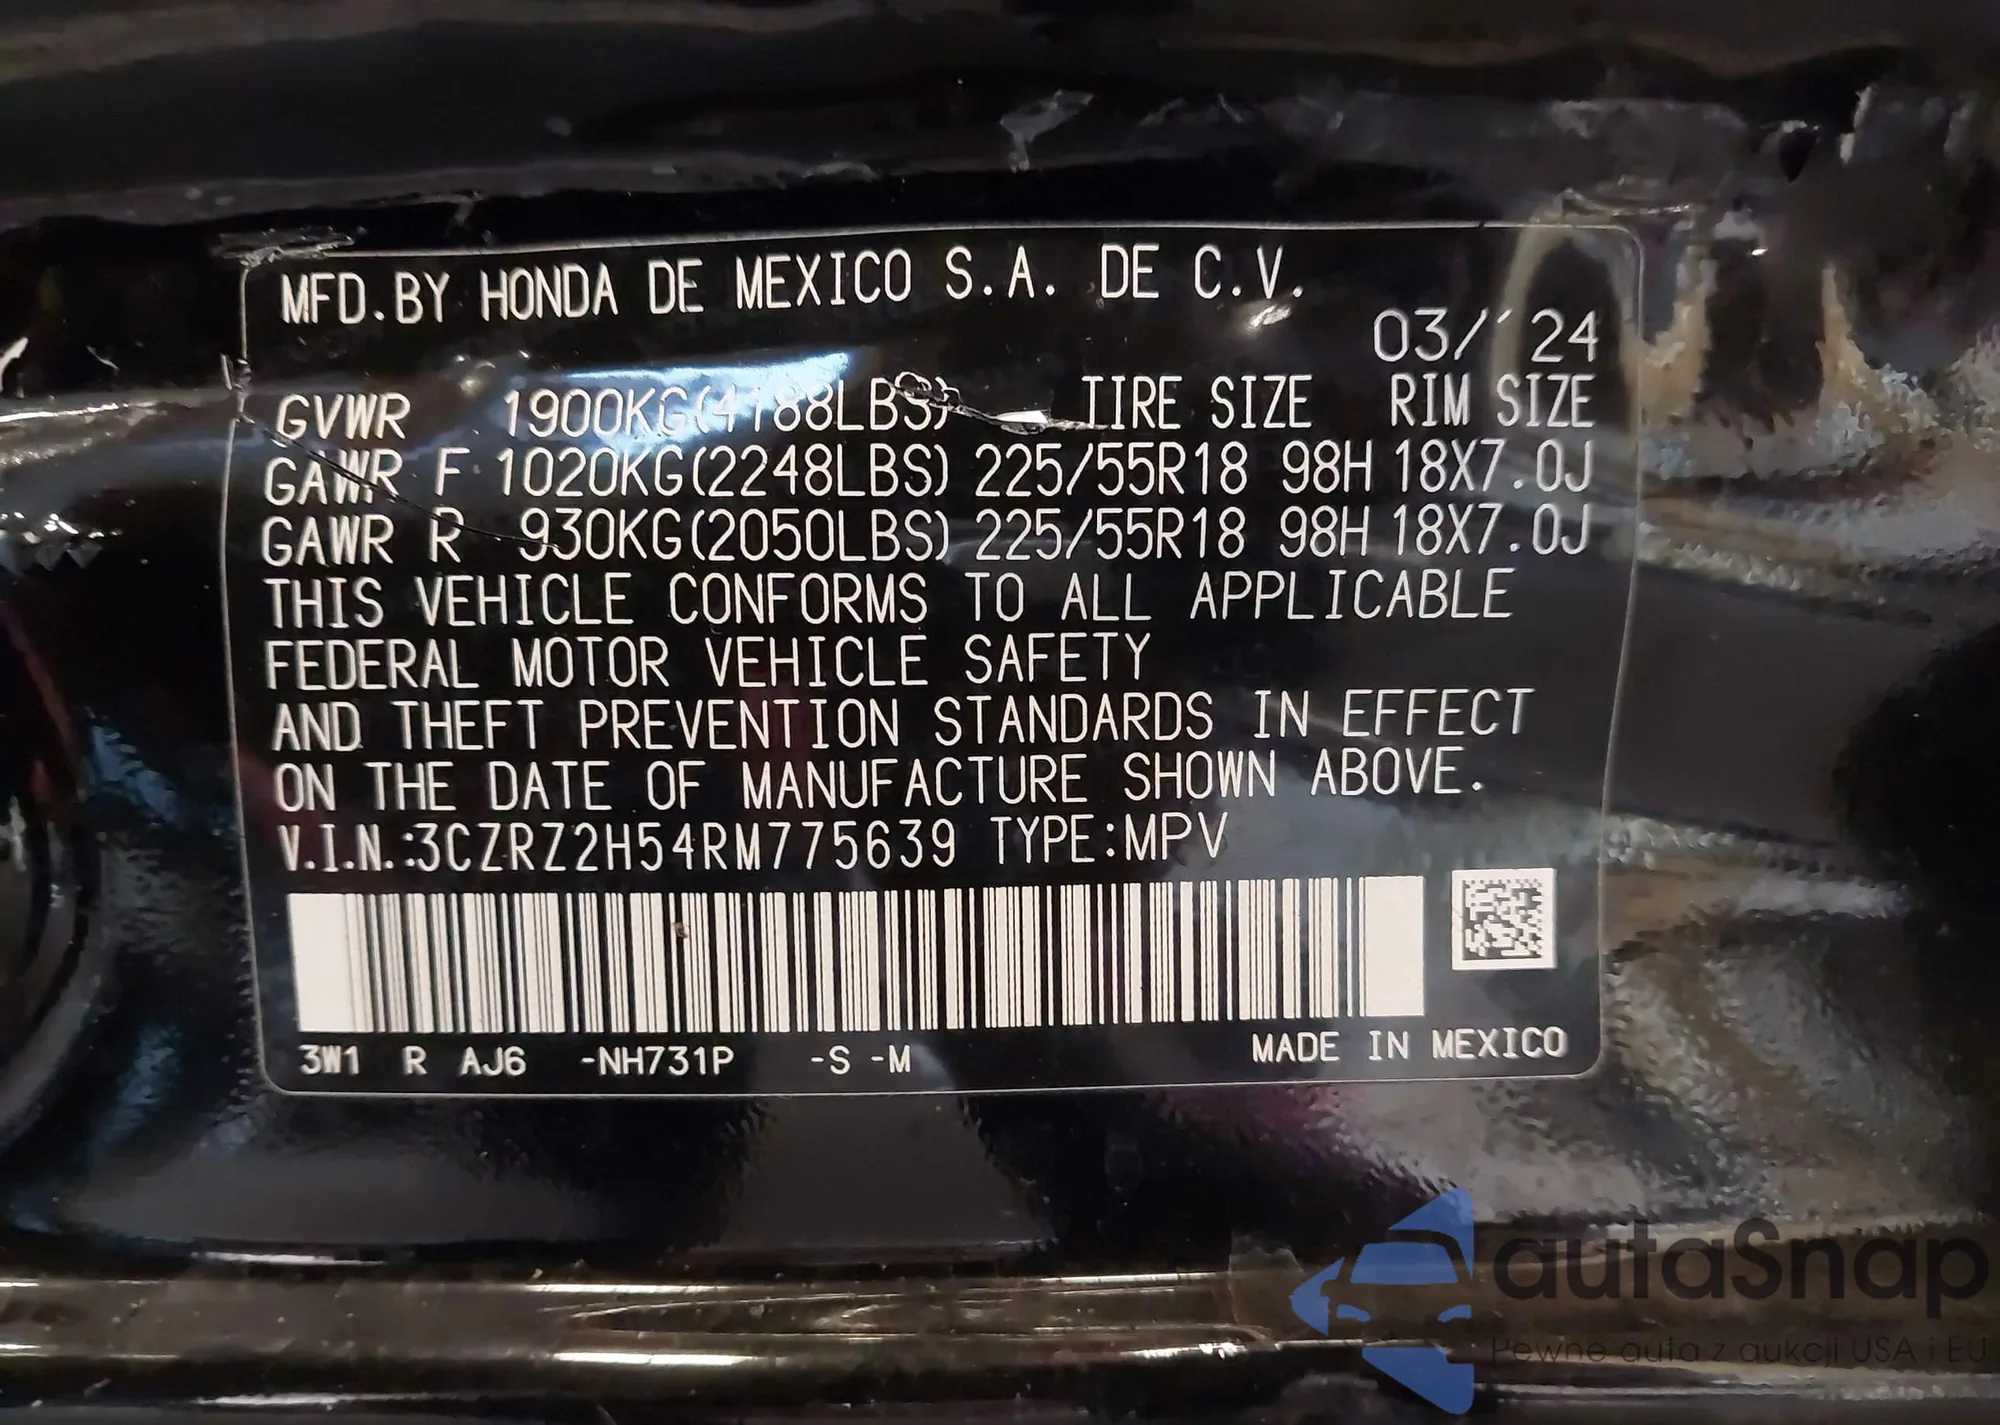 MFD.BY HONDA DE MEXICO S.A. DE C.V.
03/´24
GVWR 1900KG(4188LBS) TIRE SIZE RIM SIZE
GAWR F 1020KG(2248LBS) 225/55R18 98H 18X7.0J
GAWR R 930KG(2050LBS) 225/55R18 98H 18X7.0J
THIS VEHICLE CONFORMS TO ALL APPLICABLE
FEDERAL MOTOR VEHICLE SAFETY
AND THEFT PREVENTION STANDARDS IN EFFECT
ON THE DATE OF MANUFACTURE SHOWN ABOVE.
V.I.N.:3CZRZ2H54RM775639 TYPE:MPV
3W1 R AJ6 -NH731P -S -M MADE IN MEXICO
autaSnap
Pewne auta z aukcji USA i EU